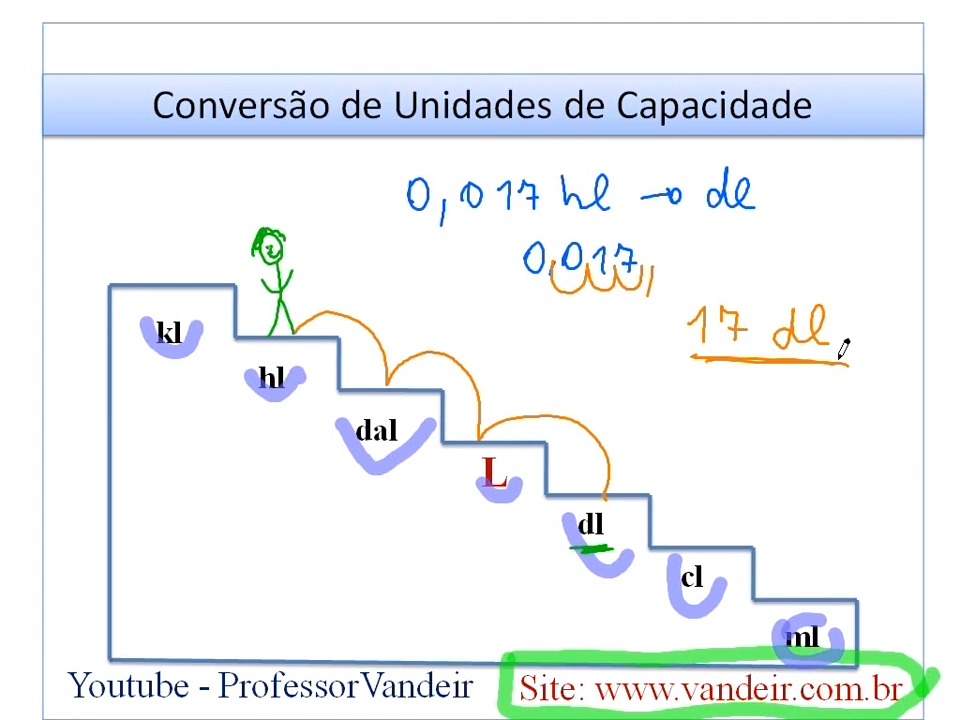 Conversão de Unidades de Capacidade
0,017 hl → dl
0,017,
17 dl
kl
hl
dal
L
dl
cl
ml
Youtube - ProfessorVandeir
Site: www.vandeir.com.br